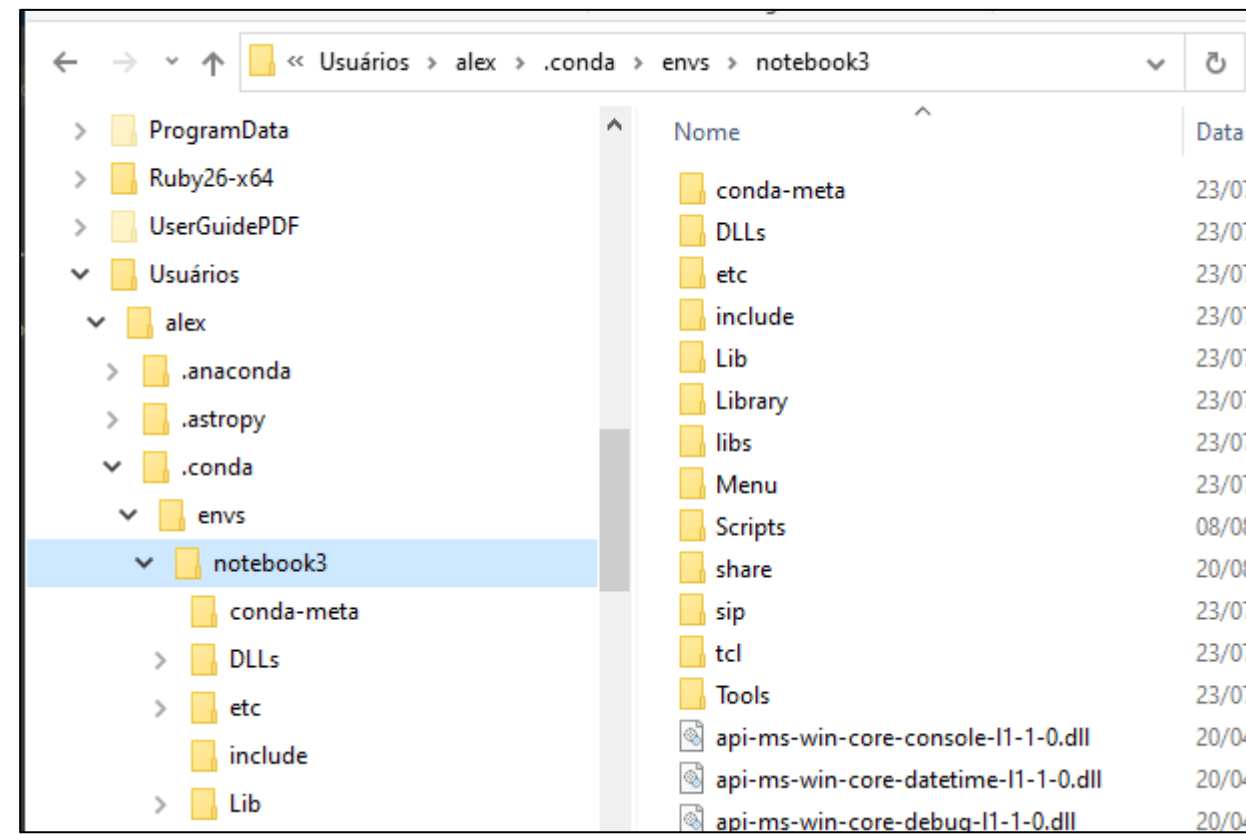 « Usuários › alex › .conda › envs › notebook3
ProgramData
Ruby26-x64
UserGuidePDF
Usuários
alex
.anaconda
.astropy
.conda
envs
notebook3
conda-meta
DLLs
etc
include
Lib
Nome Data
conda-meta 23/07
DLLs 23/07
etc 23/07
include 23/07
Lib 23/07
Library 23/07
libs 23/07
Menu 23/07
Scripts 08/08
share 20/08
sip 23/07
tcl 23/07
Tools 23/07
api-ms-win-core-console-l1-1-0.dll 20/04
api-ms-win-core-datetime-l1-1-0.dll 20/04
api-ms-win-core-debug-l1-1-0.dll 20/04